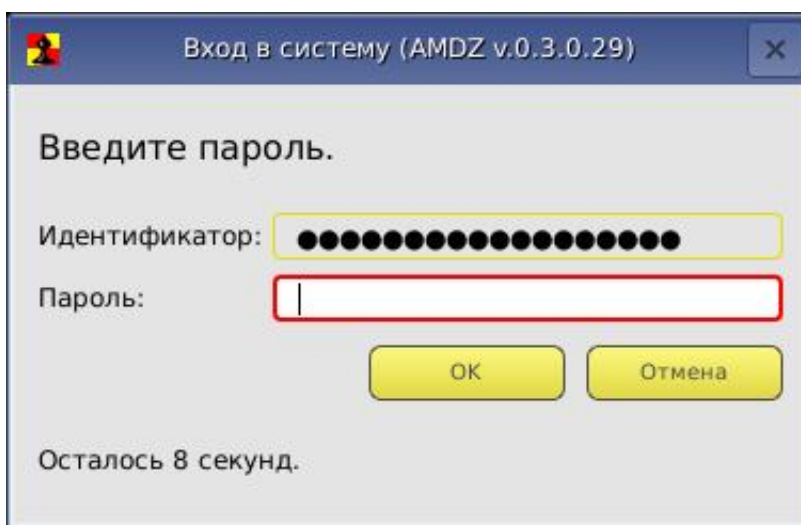 Вход в систему (AMDZ v.0.3.0.29)
Введите пароль.
Идентификатор: ●●●●●●●●●●●●●●●●●●
Пароль:
OK Отмена
Осталось 8 секунд.